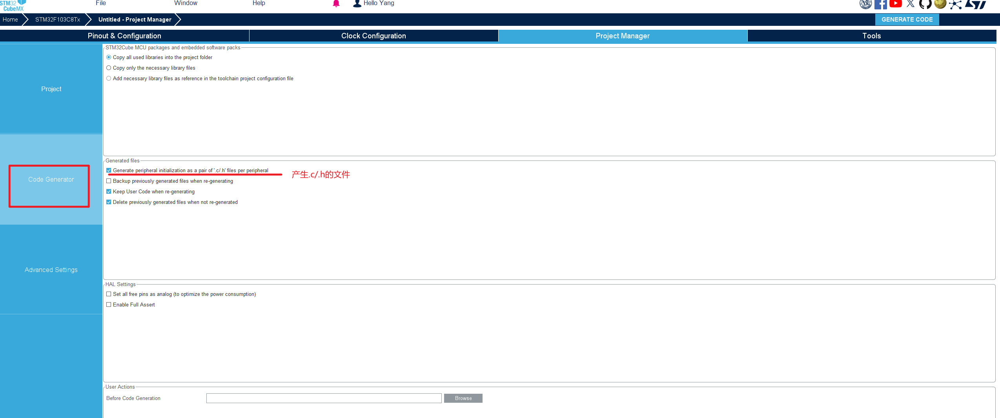 STM32
CubeMX
File
Window
Help
Hello Yang
10
YEARS
Home
STM32F103C8Tx
Untitled - Project Manager
GENERATE CODE
Pinout & Configuration
Clock Configuration
Project Manager
Tools
Project
Code Generator
Advanced Settings
STM32Cube MCU packages and embedded software packs
Copy all used libraries into the project folder
Copy only the necessary library files
Add necessary library files as reference in the toolchain project configuration file
Generated files
Generate peripheral initialization as a pair of '.c/.h' files per peripheral
产生.c/.h的文件
Backup previously generated files when re-generating
Keep User Code when re-generating
Delete previously generated files when not re-generated
HAL Settings
Set all free pins as analog (to optimize the power consumption)
Enable Full Assert
User Actions
Before Code Generation
Browse